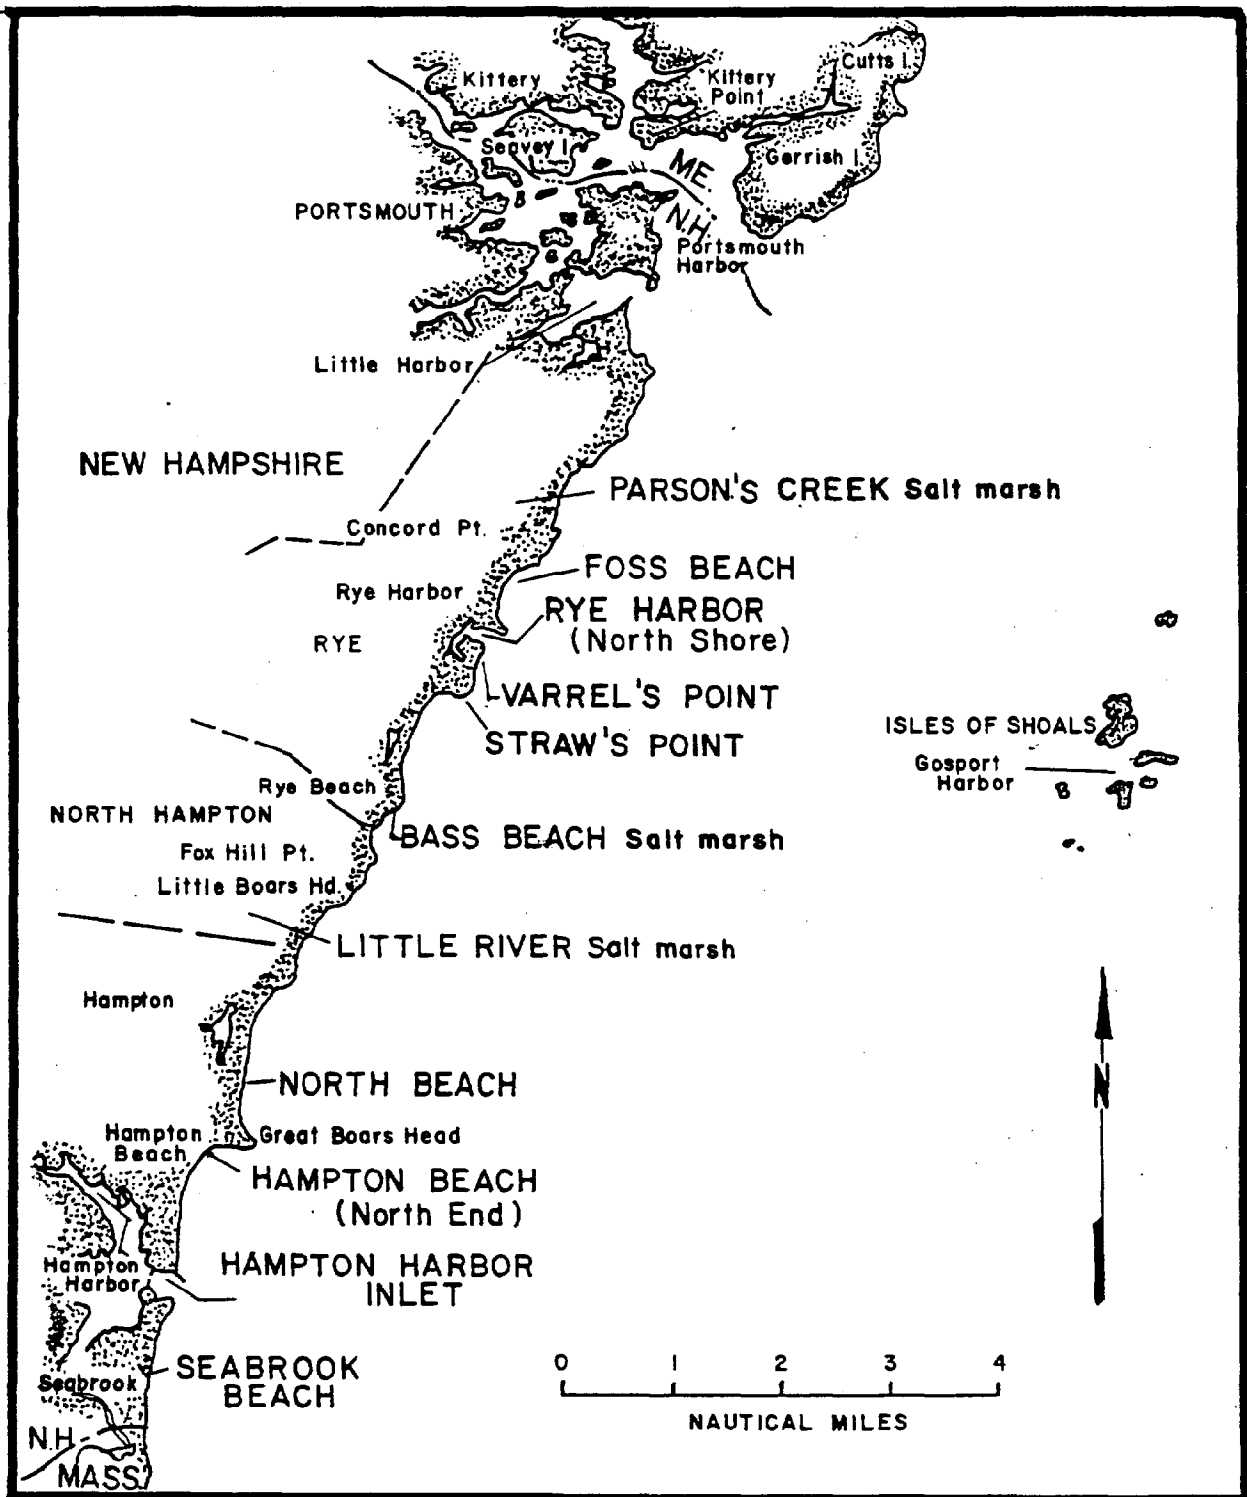 Cutts I.
Kittery
Kittery
Point
Seavey I.
Gerrish I.
ME.
N.H.
PORTSMOUTH
Portsmouth
Harbor
Little Harbor
NEW HAMPSHIRE
PARSON'S CREEK Salt marsh
Concord Pt.
FOSS BEACH
Rye Harbor
RYE HARBOR
(North Shore)
RYE
VARREL'S POINT
STRAW'S POINT
ISLES OF SHOALS
Gosport
Harbor
Rye Beach
NORTH HAMPTON
BASS BEACH Salt marsh
Fox Hill Pt.
Little Boars Hd.
LITTLE RIVER Salt marsh
Hampton
N
NORTH BEACH
Hampton
Beach
Great Boars Head
HAMPTON BEACH
(North End)
Hampton
Harbor
HAMPTON HARBOR
INLET
SEABROOK
BEACH
Seabrook
0 1 2 3 4
NAUTICAL MILES
N.H.
MASS.